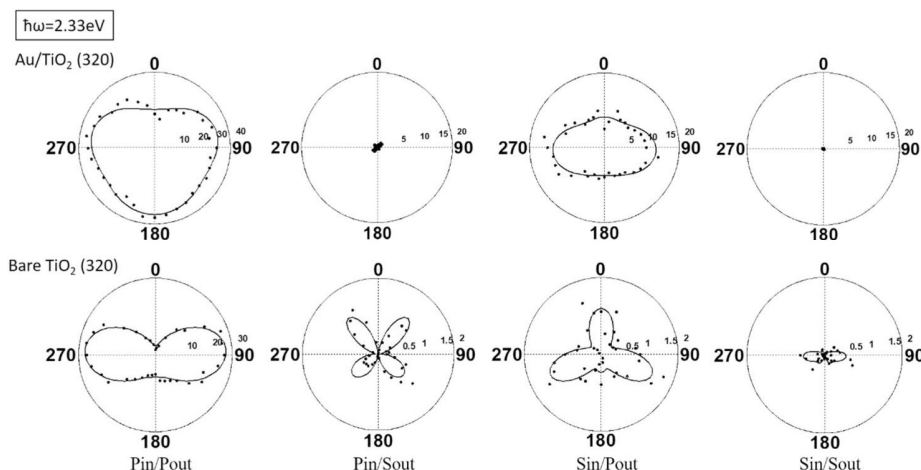 ħω=2.33eV
Au/TiO₂ (320)
0 0 0 0
270 10 20 30 40 90 270 5 10 15 20 90 270 5 10 15 20 90 270 5 10 15 20 90
180 180 180 180
Bare TiO₂ (320)
0 0 0 0
270 10 20 30 90 270 0.5 1 1.5 2 90 270 0.5 1 1.5 2 90 270 0.5 1 1.5 2 90
180 180 180 180
Pin/Pout Pin/Sout Sin/Pout Sin/Sout